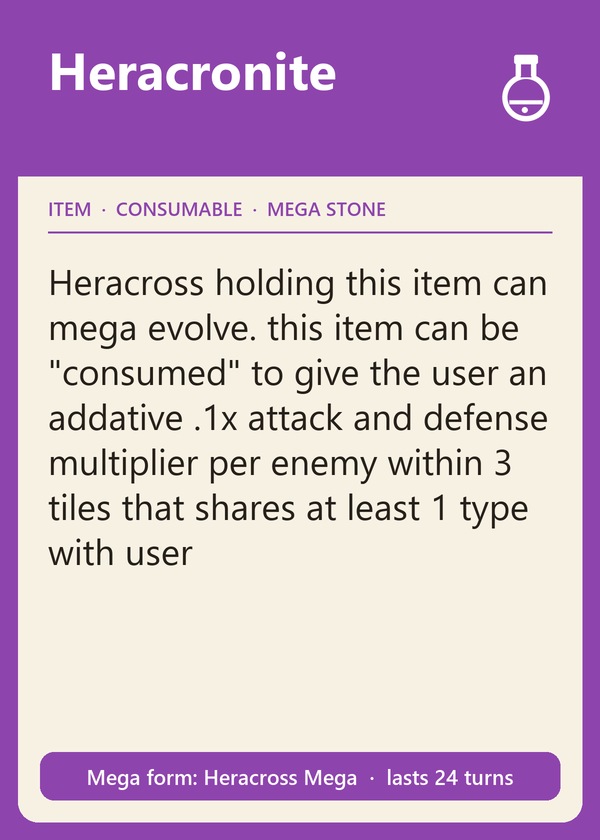 Heracronite
ITEM · CONSUMABLE · MEGA STONE
Heracross holding this item can
mega evolve. this item can be
"consumed" to give the user an
addative .1x attack and defense
multiplier per enemy within 3
tiles that shares at least 1 type
with user
Mega form: Heracross Mega · lasts 24 turns